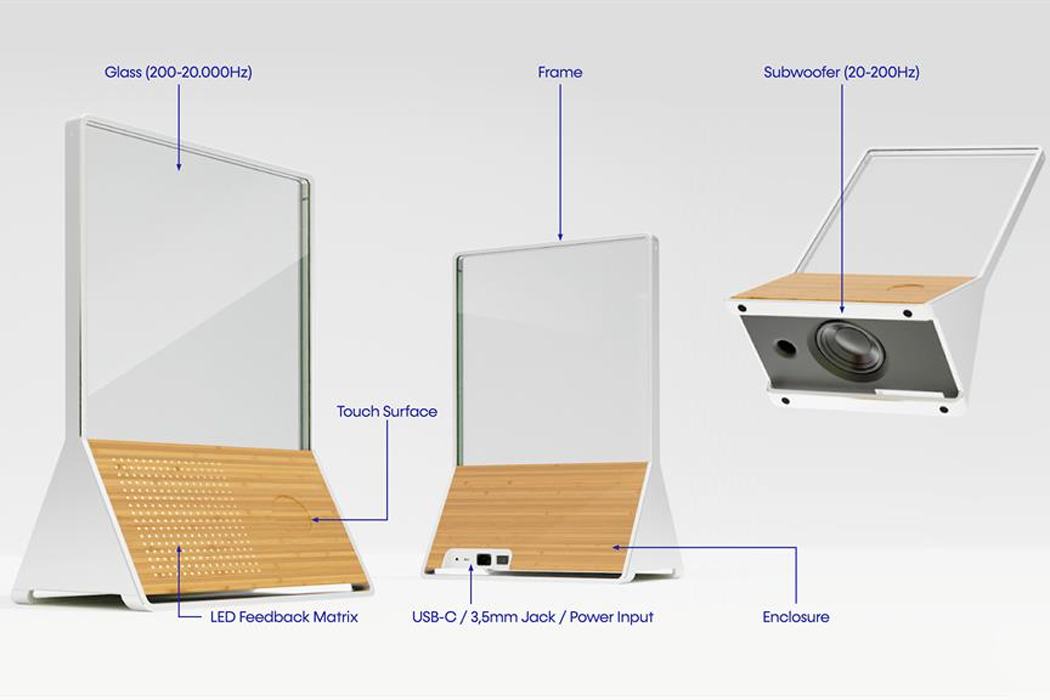 Glass (200-20.000Hz)
Frame
Subwoofer (20-200Hz)
Touch Surface
LED Feedback Matrix
USB-C / 3,5mm Jack / Power Input
Enclosure